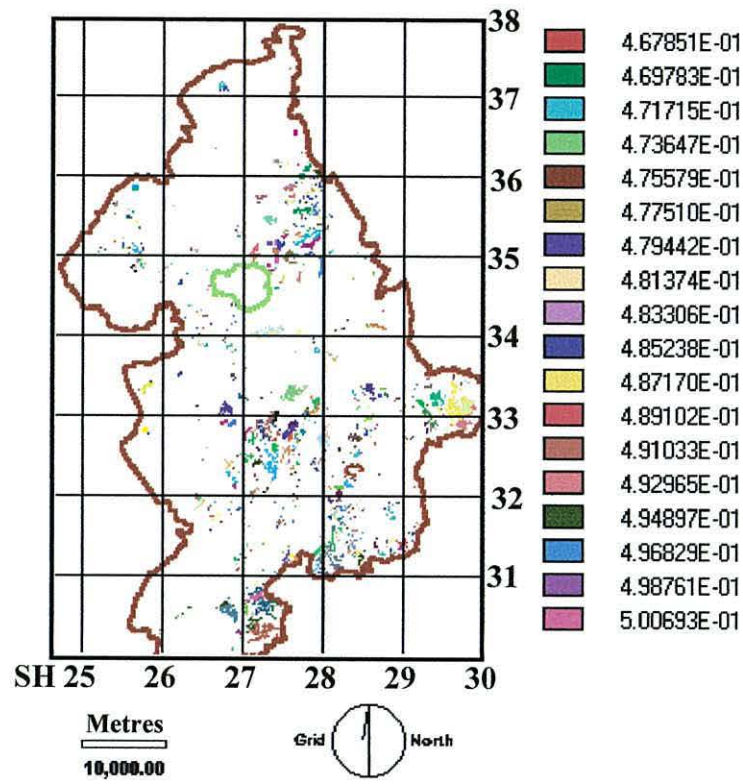 38
37
36
35
34
33
32
31
SH 25 26 27 28 29 30
4.67851E-01
4.69783E-01
4.71715E-01
4.73647E-01
4.75579E-01
4.77510E-01
4.79442E-01
4.81374E-01
4.83306E-01
4.85238E-01
4.87170E-01
4.89102E-01
4.91033E-01
4.92965E-01
4.94897E-01
4.96829E-01
4.98761E-01
5.00693E-01
Metres
10,000.00
Grid North